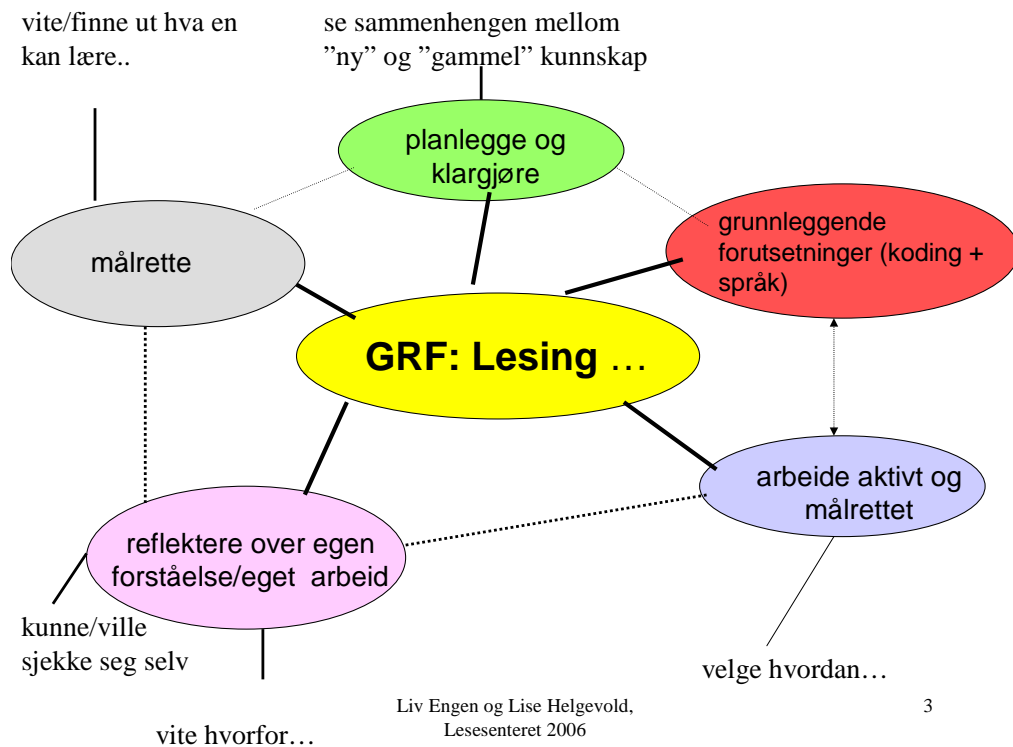 vite/finne ut hva en
kan lære..
se sammenhengen mellom
”ny” og ”gammel” kunnskap
planlegge og
klargjøre
målrette
grunnleggende
forutsetninger (koding +
språk)
GRF: Lesing …
arbeide aktivt og
målrettet
reflektere over egen
forståelse/eget arbeid
kunne/ville
sjekke seg selv
velge hvordan…
vite hvorfor…
Liv Engen og Lise Helgevold,
Lesesenteret 2006
3